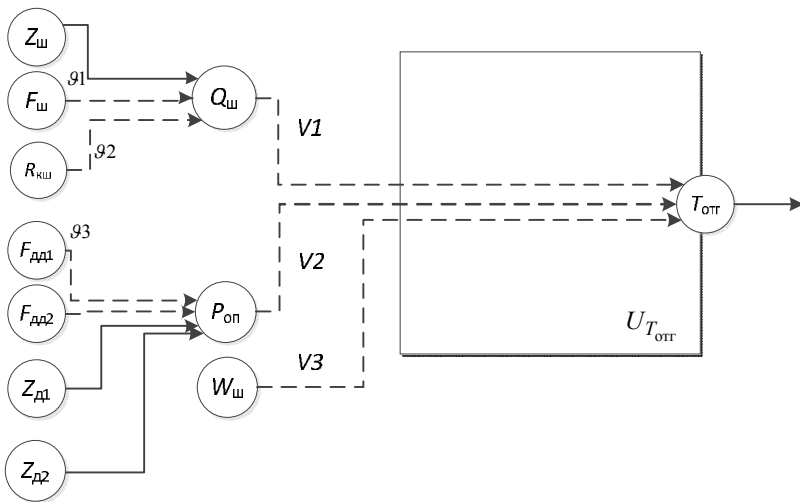 Zш
ϑ1
Fш
Qш
V1
ϑ2
Rкш
Tотг
Fдд1
ϑ3
V2
Fдд2
Pоп
UTотг
V3
Zд1
Wш
Zд2